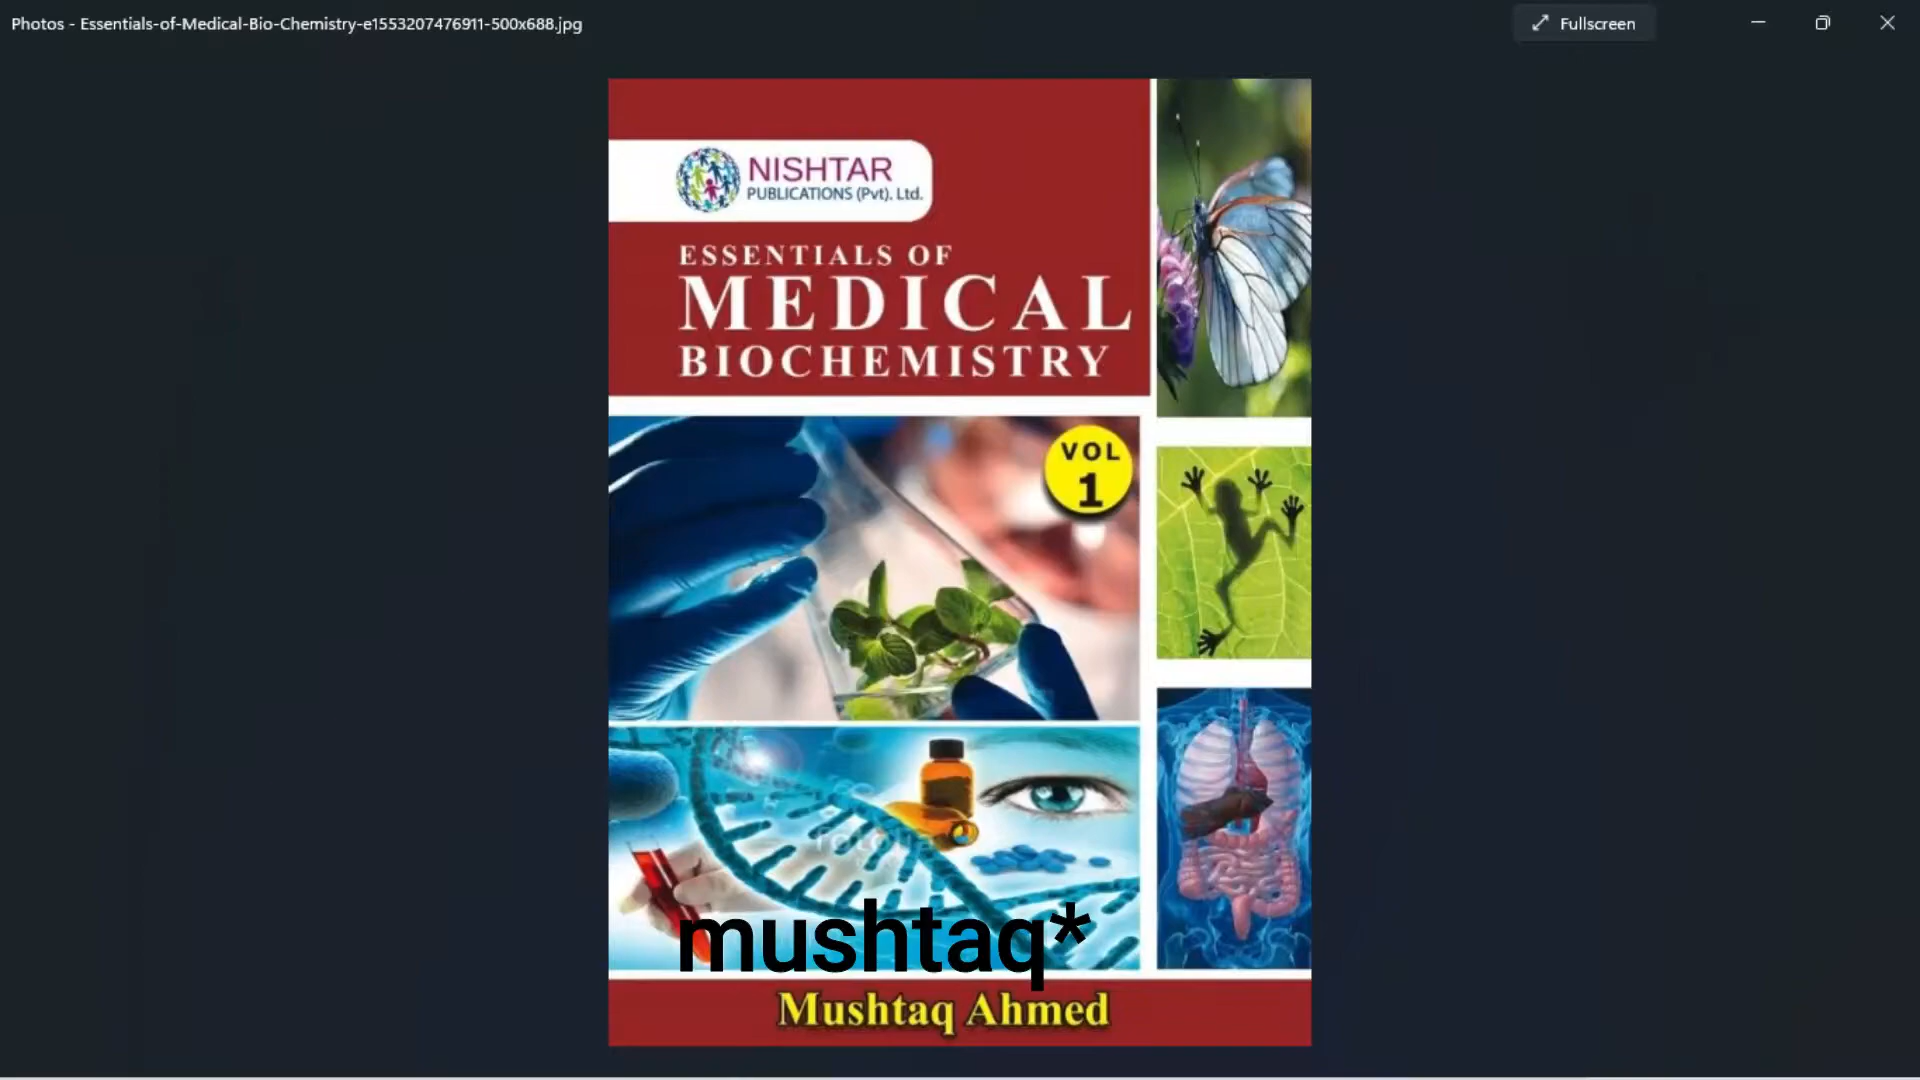 Photos - Essentials-of-Medical-Bio-Chemistry-e1553207476911-500x688.jpg
Fullscreen
NISHTAR
PUBLICATIONS (Pvt). Ltd.
ESSENTIALS OF
MEDICAL
BIOCHEMISTRY
VOL
1
fotolia
mushtaq*
Mushtaq Ahmed